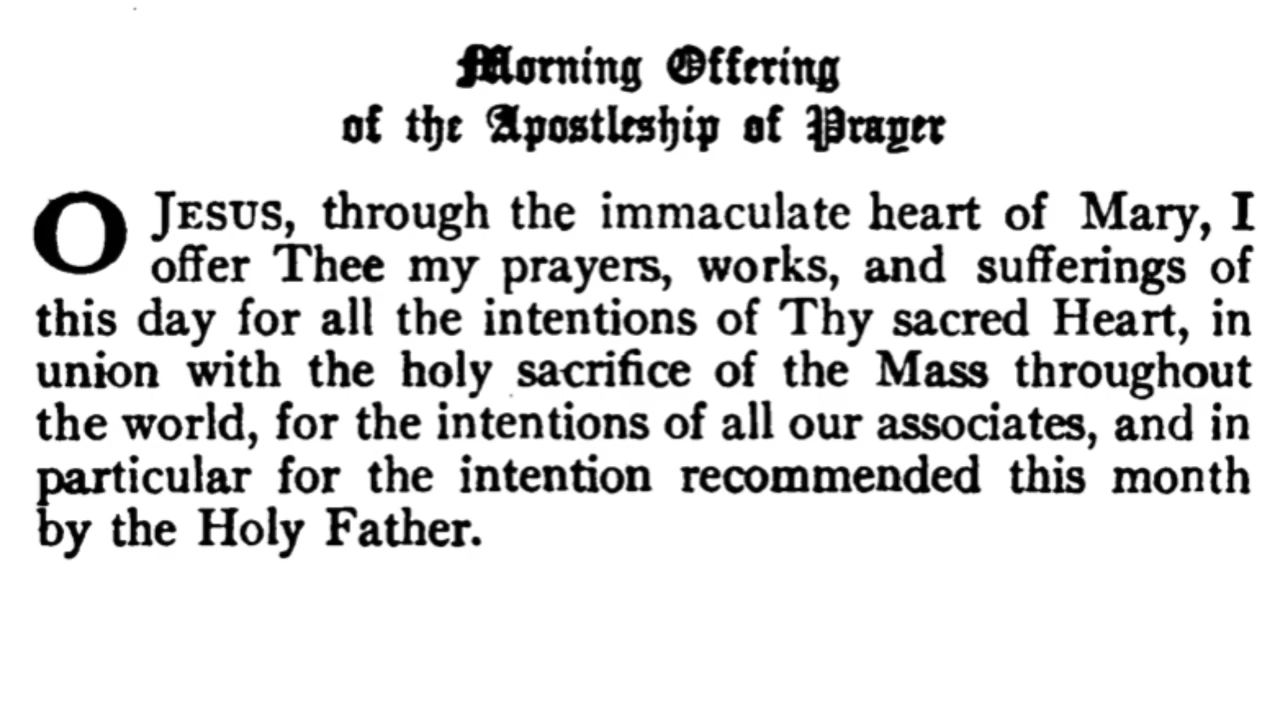 Morning Offering
of the Apostleship of Prayer
O JESUS, through the immaculate heart of Mary, I
offer Thee my prayers, works, and sufferings of
this day for all the intentions of Thy sacred Heart, in
union with the holy sacrifice of the Mass throughout
the world, for the intentions of all our associates, and in
particular for the intention recommended this month
by the Holy Father.